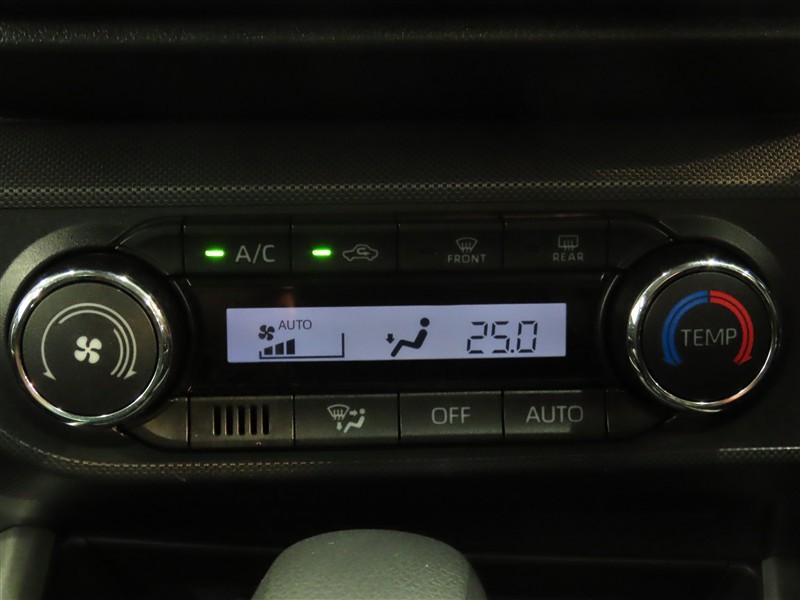 A/C
FRONT
REAR
AUTO
25.0
TEMP
OFF
AUTO